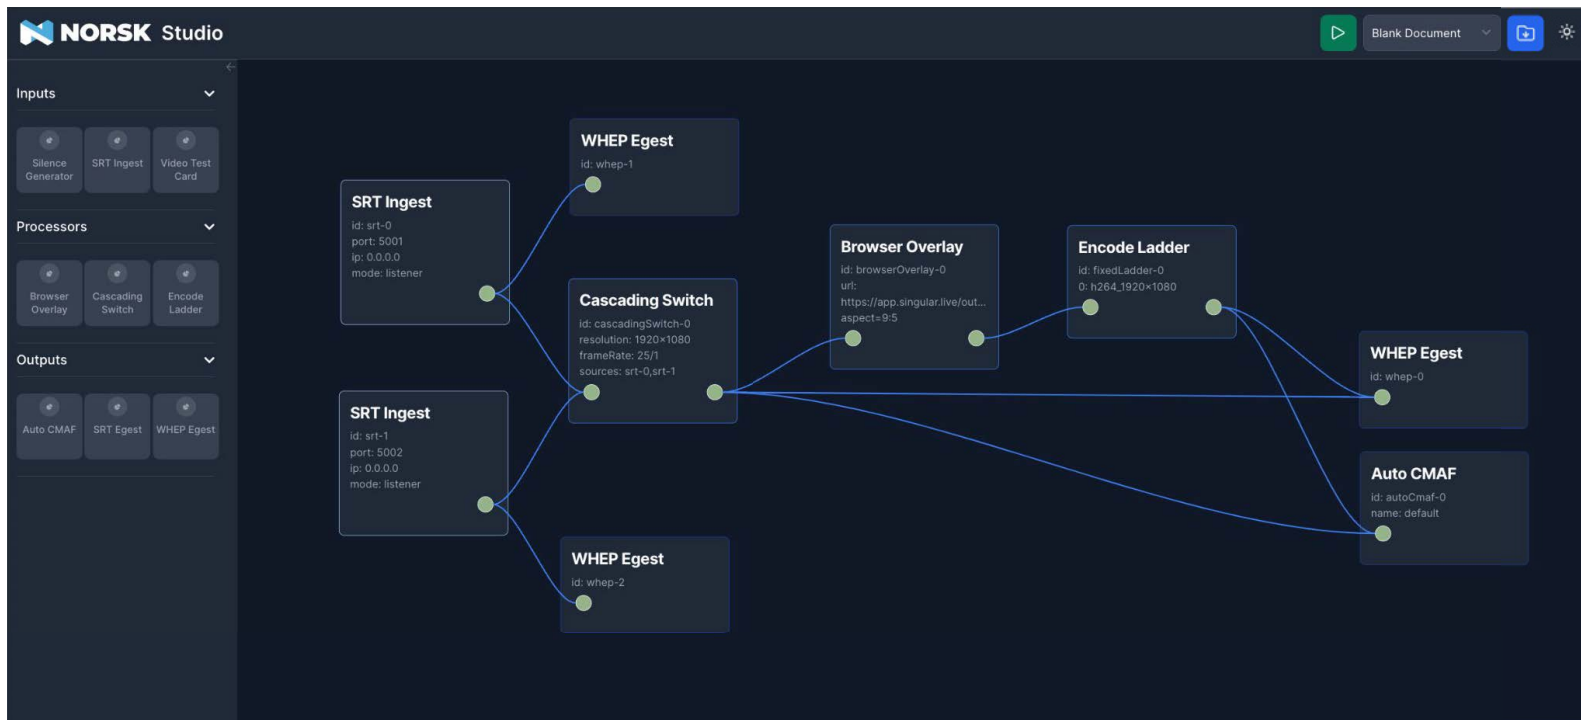 NORSK Studio
Blank Document
Inputs
Silence Generator
SRT Ingest
Video Test Card
Processors
Browser Overlay
Cascading Switch
Encode Ladder
Outputs
Auto CMAF
SRT Egest
WHEP Egest
SRT Ingest
id: srt-0
port: 5001
ip: 0.0.0.0
mode: listener
SRT Ingest
id: srt-1
port: 5002
ip: 0.0.0.0
mode: listener
WHEP Egest
id: whep-1
Cascading Switch
id: cascadingSwitch-0
resolution: 1920×1080
frameRate: 25/1
sources: srt-0,srt-1
WHEP Egest
id: whep-2
Browser Overlay
id: browserOverlay-0
url:
https://app.singular.live/out...
aspect=9:5
Encode Ladder
id: fixedLadder-0
0: h264_1920×1080
WHEP Egest
id: whep-0
Auto CMAF
id: autoCmaf-0
name: default